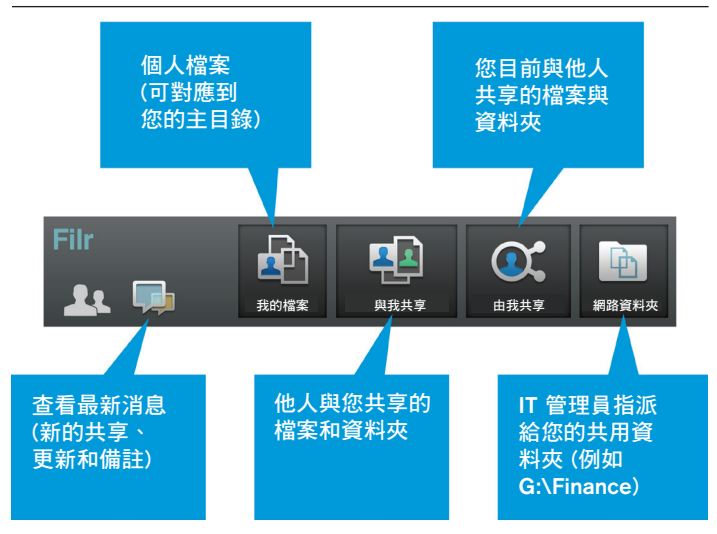 個人檔案
(可對應到
您的主目錄)
您目前與他人
共享的檔案與
資料夾
Filr
我的檔案
與我共享
由我共享
網路資料夾
查看最新消息
(新的共享、
更新和備註)
他人與您共享的
檔案和資料夾
IT 管理員指派
給您的共用資
料夾 (例如
G:\Finance)